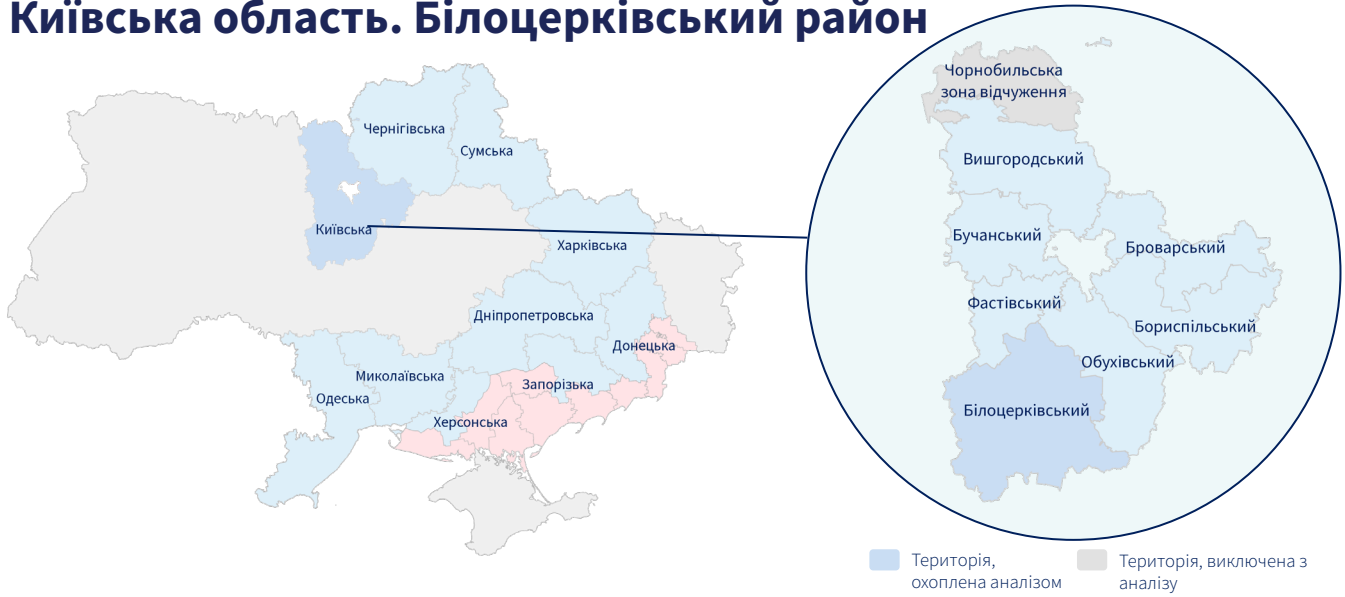 Київська область. Білоцерківський район
Чернігівська
Сумська
Київська
Харківська
Дніпропетровська
Донецька
Миколаївська
Запорізька
Одеська
Херсонська
Чорнобильська
зона відчуження
Вишгородський
Бучанський
Броварський
Фастівський
Бориспільський
Обухівський
Білоцерківський
Територія,
охоплена аналізом
Територія, виключена з
аналізу